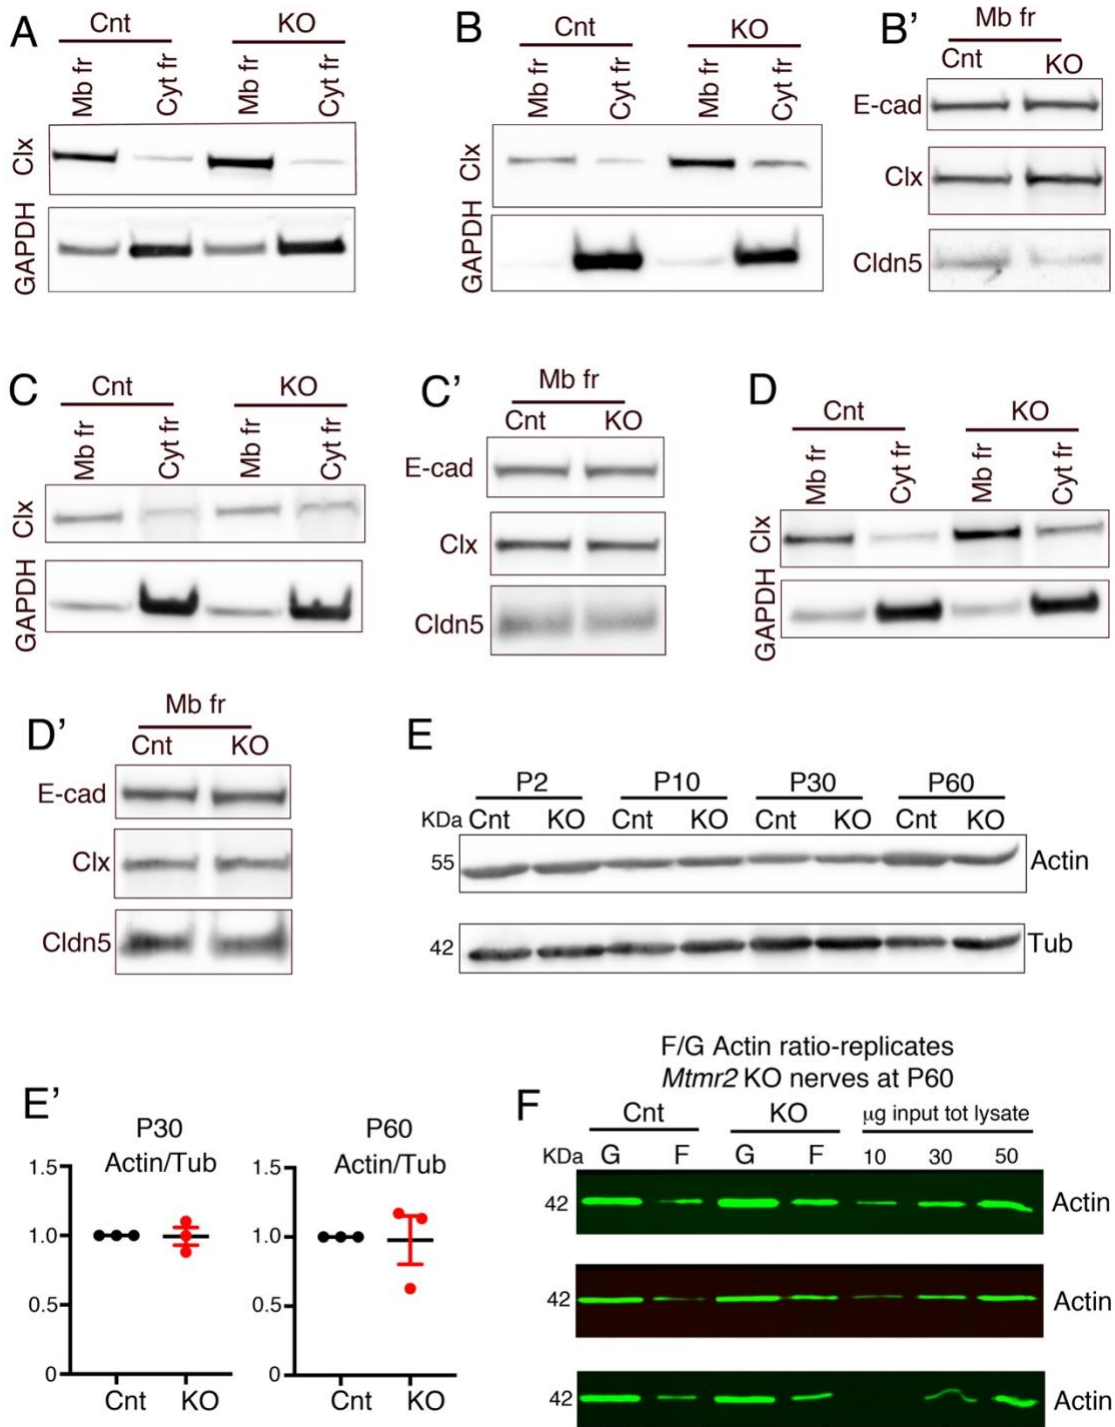 A
Cnt KO
Mb fr Cyt fr Mb fr Cyt fr
Clx
GAPDH
B
Cnt KO
Mb fr Cyt fr Mb fr Cyt fr
Clx
GAPDH
B’
Mb fr
Cnt KO
E-cad
Clx
Cldn5
C
Cnt KO
Mb fr Cyt fr Mb fr Cyt fr
Clx
GAPDH
C’
Mb fr
Cnt KO
E-cad
Clx
Cldn5
D
Cnt KO
Mb fr Cyt fr Mb fr Cyt fr
Clx
GAPDH
D’
Mb fr
Cnt KO
E-cad
Clx
Cldn5
E
P2 P10 P30 P60
KDa Cnt KO Cnt KO Cnt KO Cnt KO
55 Actin
42 Tub
E’
P30
Actin/Tub
1.5
1.0
0.5
0
Cnt KO
P60
Actin/Tub
1.5
1.0
0.5
0
Cnt KO
F/G Actin ratio-replicates
Mtmr2 KO nerves at P60
F
Cnt KO µg input tot lysate
KDa G F G F 10 30 50
42 Actin
42 Actin
42 Actin